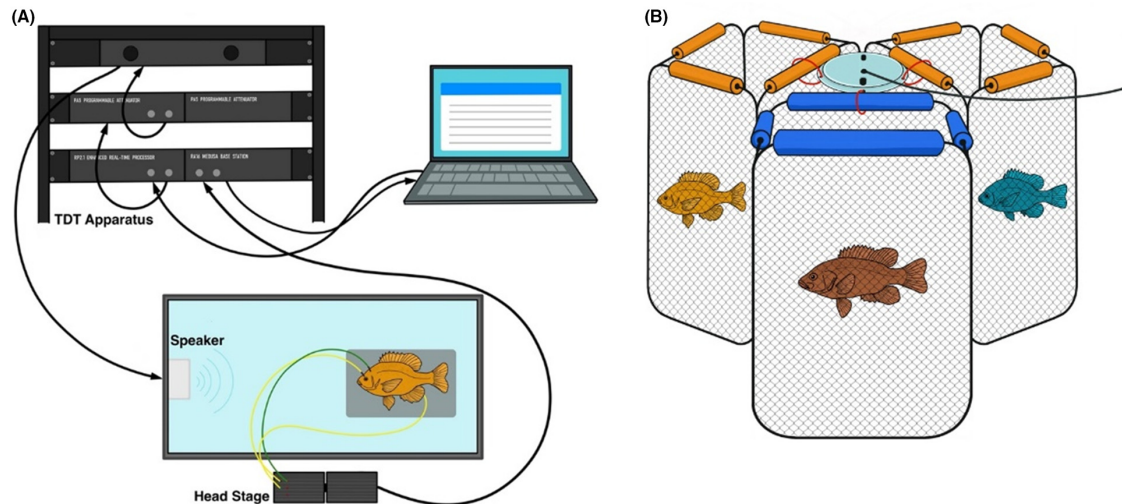 (A)
(B)
PA5 PROGRAMMABLE ATTENUATOR
PA5 PROGRAMMABLE ATTENUATOR
RP2.1 ENHANCED REAL-TIME PROCESSOR
RA16 MEDUSA BASE STATION
TDT Apparatus
Speaker
Head Stage